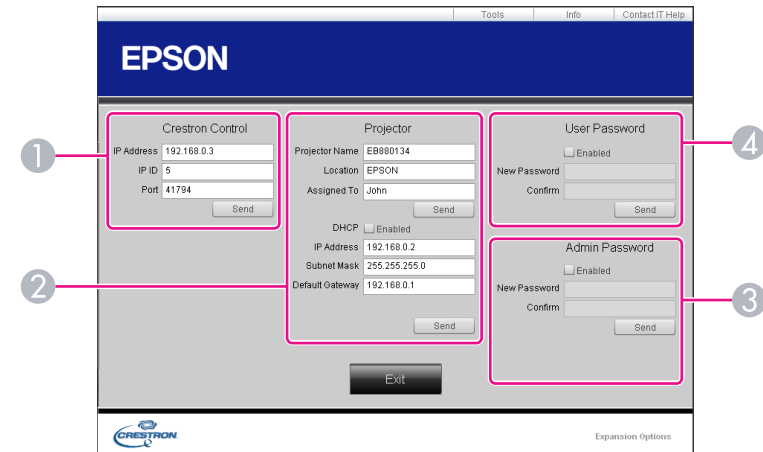 Tools Info Contact IT Help
EPSON
Crestron Control
IP Address 192.168.0.3
IP ID 5
Port 41794
Send
1
Projector
Projector Name EB880134
Location EPSON
Assigned To John
Send
DHCP Enabled
IP Address 192.168.0.2
Subnet Mask 255.255.255.0
Default Gateway 192.168.0.1
Send
2
User Password
Enabled
New Password
Confirm
Send
4
Admin Password
Enabled
New Password
Confirm
Send
3
Exit
CRESTRON
Expansion Options